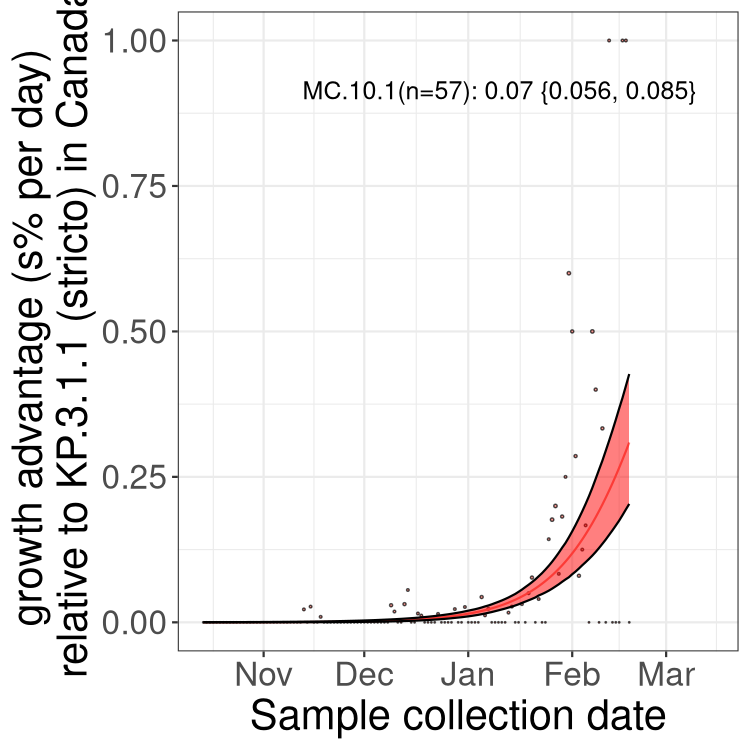 growth advantage (s% per day)
relative to KP.3.1.1 (stricto) in Canada
1.00
0.75
0.50
0.25
0.00
MC.10.1(n=57): 0.07 {0.056, 0.085}
Nov Dec Jan Feb Mar
Sample collection date